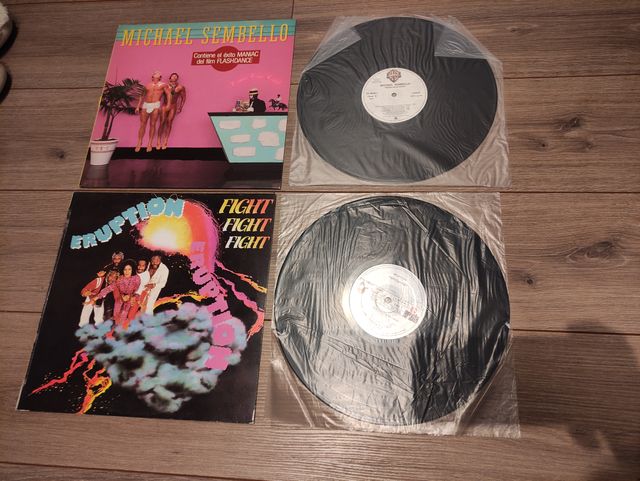 MICHAEL SEMBELLO
Contiene el éxito MANIAC
del film FLASHDANCE
ERUPTION
FIGHT
FIGHT
FIGHT
ERUPTION